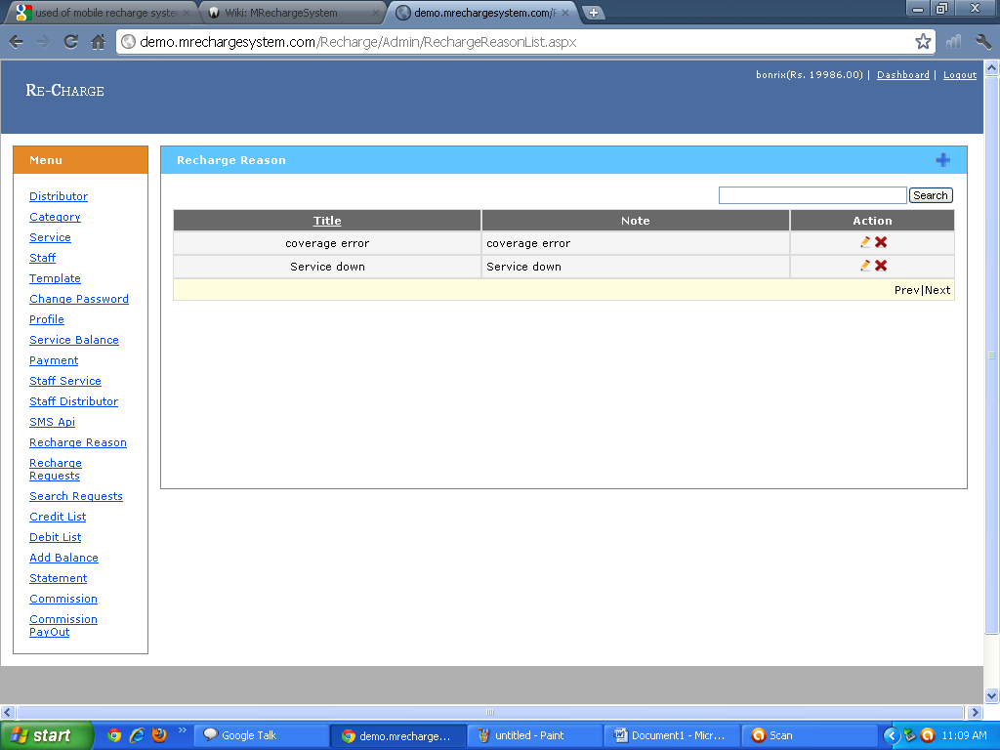 used of mobile recharge syste
Wiki: MRechargeSystem
demo.mrechargesystem.com/
demo.mrechargesystem.com/Recharge/Admin/RechargeReasonList.aspx
bonrix(Rs. 19986.00) | Dashboard | Logout
RE-CHARGE
Menu
Distributor
Category
Service
Staff
Template
Change Password
Profile
Service Balance
Payment
Staff Service
Staff Distributor
SMS Api
Recharge Reason
Recharge
Requests
Search Requests
Credit List
Debit List
Add Balance
Statement
Commission
Commission
PayOut
Recharge Reason
Search
Title Note Action
coverage error coverage error
Service down Service down
Prev|Next
start
Google Talk
demo.mrecharge...
untitled - Paint
Document1 - Micr...
Scan
11:09 AM